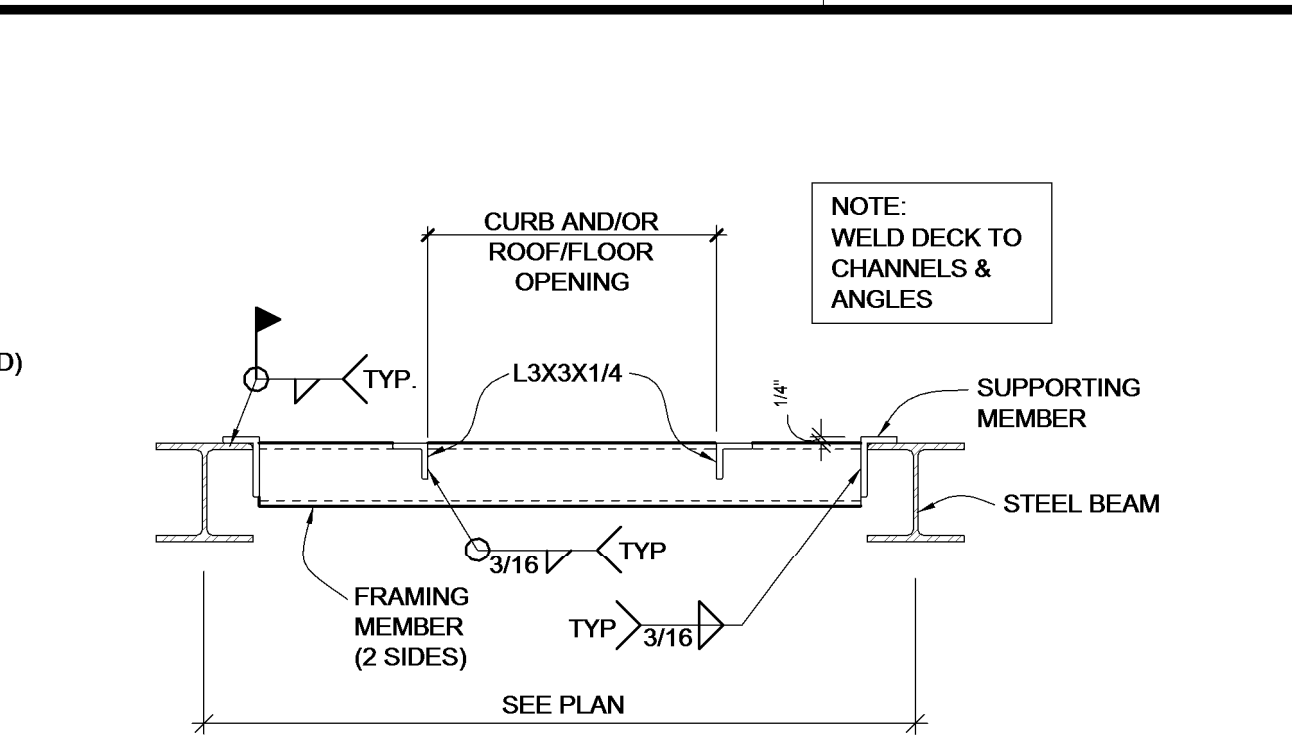 CURB AND/OR
ROOF/FLOOR
OPENING
NOTE:
WELD DECK TO
CHANNELS &
ANGLES
D)
TYP.
L3X3X1/4
1/4"
SUPPORTING
MEMBER
STEEL BEAM
3/16
TYP
FRAMING
MEMBER
(2 SIDES)
TYP
3/16
SEE PLAN